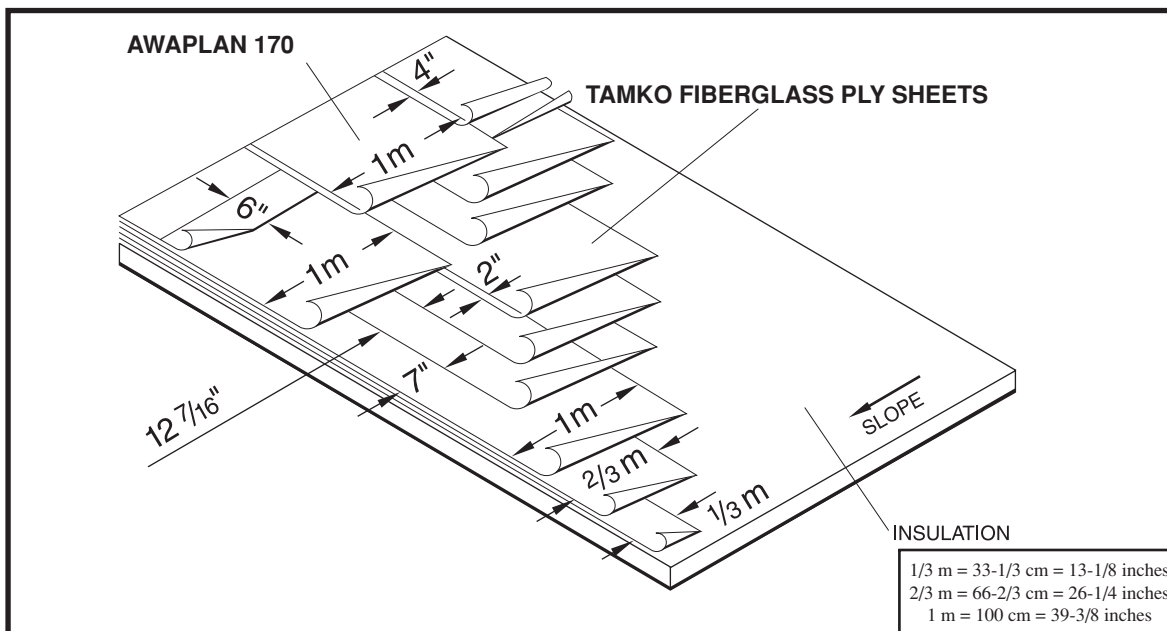 AWAPLAN 170
4"
TAMKO FIBERGLASS PLY SHEETS
1m
6"
1m
2"
12 7/16"
7"
1m
SLOPE
2/3 m
1/3 m
INSULATION
1/3 m = 33-1/3 cm = 13-1/8 inches
2/3 m = 66-2/3 cm = 26-1/4 inches
1 m = 100 cm = 39-3/8 inches